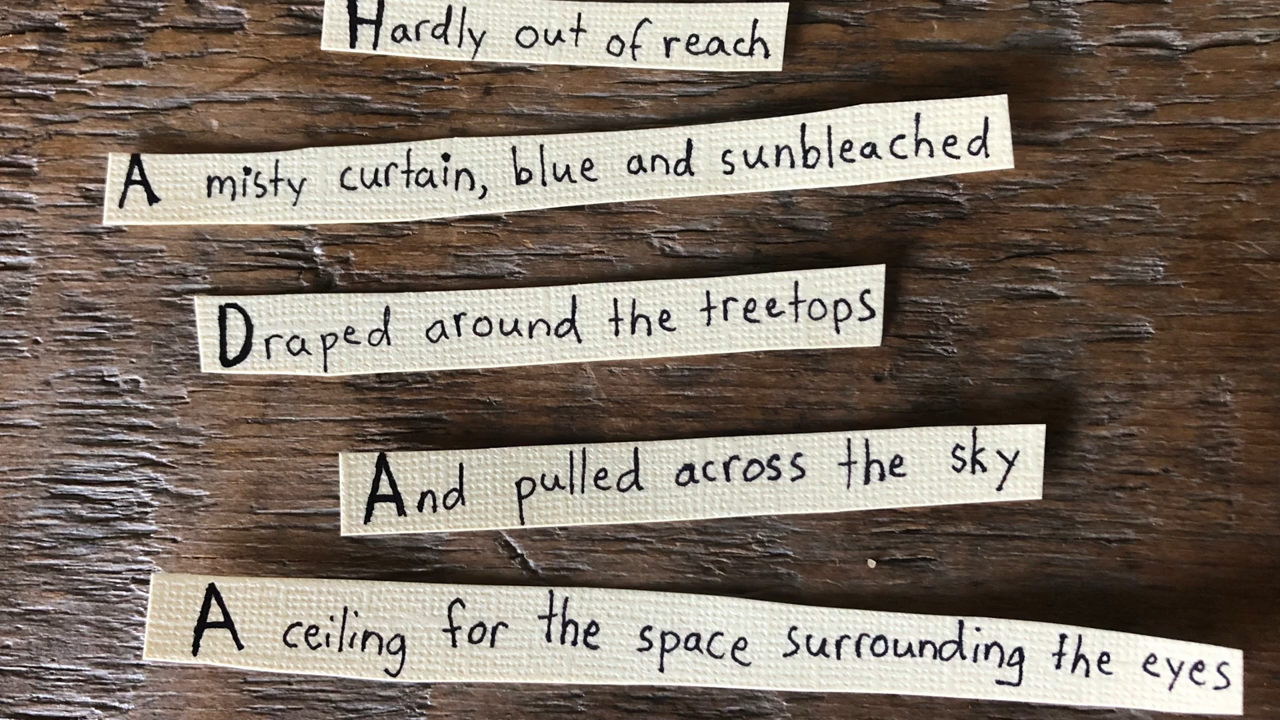 Hardly out of reach
A misty curtain, blue and sunbleached
Draped around the treetops
And pulled across the sky
A ceiling for the space surrounding the eyes